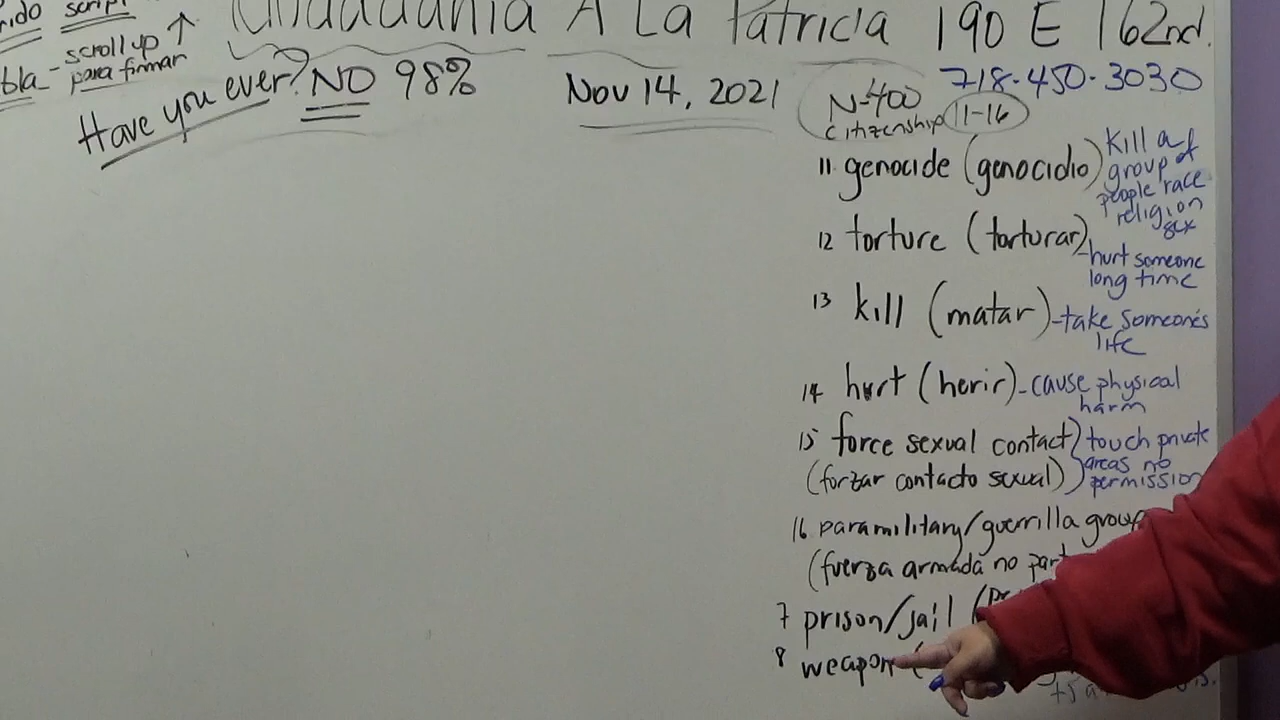 script
scroll up ↑
bla - para firmar
Ciudadanía A La Patricia 190 E 162nd.
718-450-3030
Have you ever? NO 98%
Nov 14, 2021
N-400
citizenship 11-16
11. genocide (genocidio) Kill a group of people race religion sex
12 torture (torturar) - hurt someone long time
13 kill (matar) - take someone's life
14 hurt (herir) - cause physical harm
15 force sexual contact touch private
(forzar contacto sexual) areas no permission
16 paramilitary/guerrilla group
(fuerza armada no part
7 prison/jail
8 weapon (